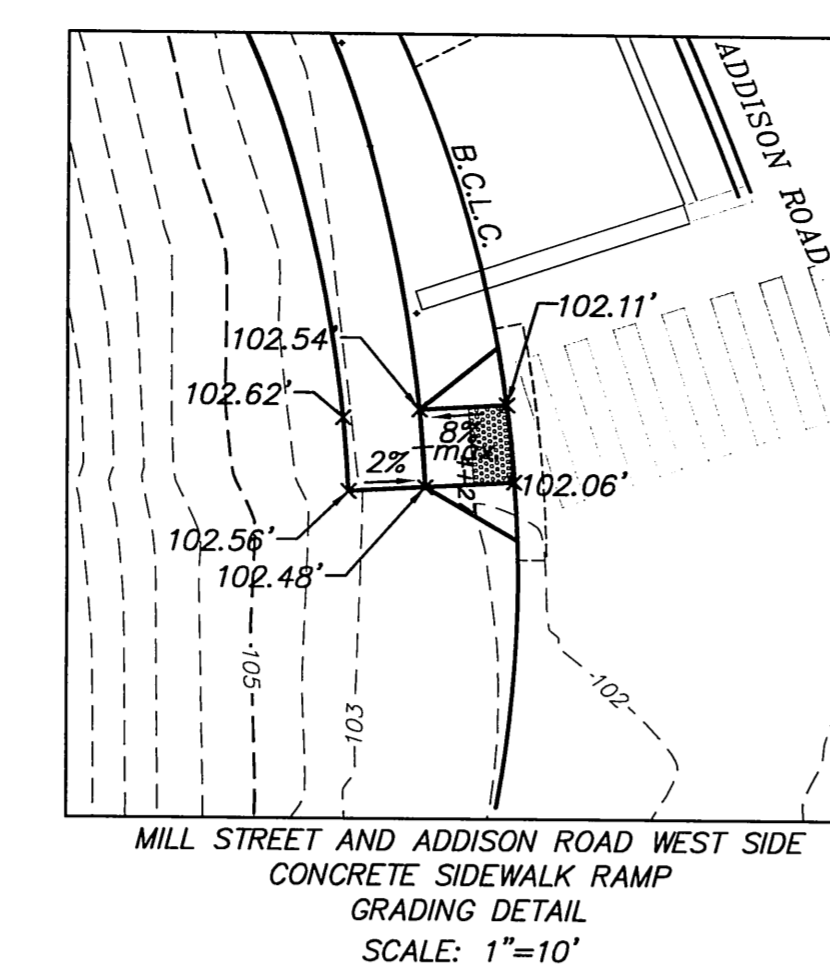 ADDISON ROAD
B.C.L.C.
102.11'
102.54'
102.62'
8%
max.
2%
102.06'
102.56'
102.48'
105
103
102
MILL STREET AND ADDISON ROAD WEST SIDE
CONCRETE SIDEWALK RAMP
GRADING DETAIL
SCALE: 1"=10'